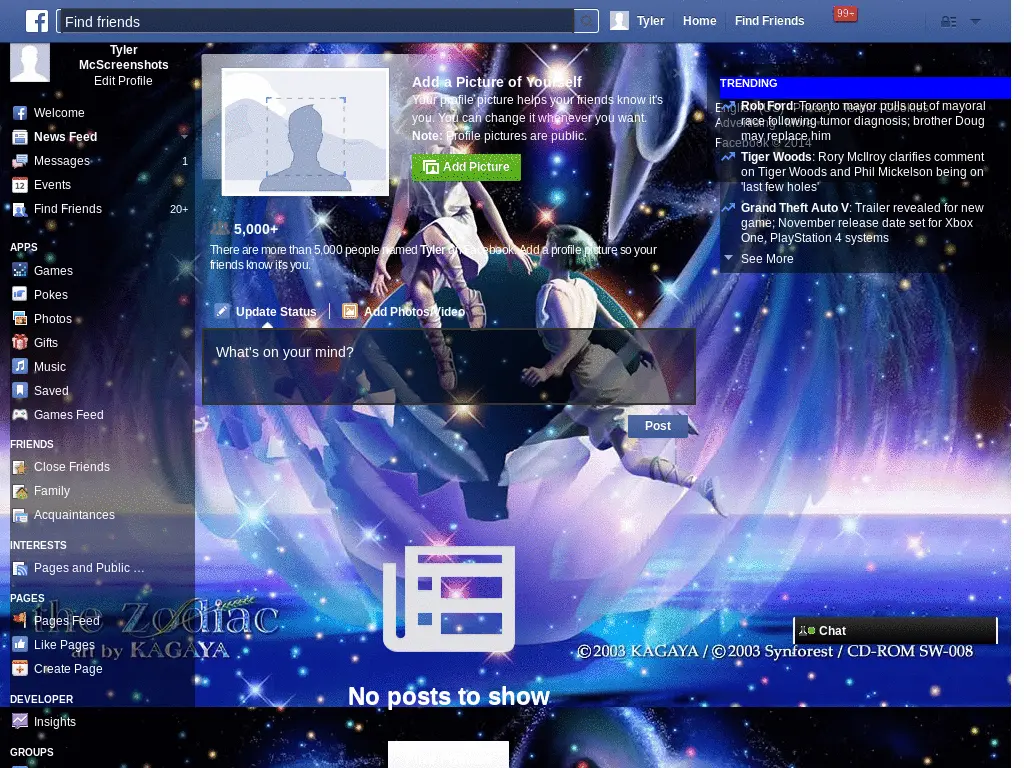 Find friends
Tyler
Home
Find Friends
99+
Tyler
McScreenshots
Edit Profile
Welcome
News Feed
Messages 1
Events
Find Friends 20+
APPS
Games
Pokes
Photos
Gifts
Music
Saved
Games Feed
FRIENDS
Close Friends
Family
Acquaintances
INTERESTS
Pages and Public ...
PAGES
Pages Feed
Like Pages
Create Page
DEVELOPER
Insights
GROUPS
Add a Picture of Yourself
Your profile picture helps your friends know it's
you. You can change it whenever you want.
Note: Profile pictures are public.
Add Picture
5,000+
There are more than 5,000 people named Tyler on Facebook. Add a profile picture so your
friends know it's you.
Update Status
Add Photos/Video
What's on your mind?
Post
No posts to show
TRENDING
Rob Ford: Toronto mayor pulls out of mayoral
race following tumor diagnosis; brother Doug
may replace him
Facebook © 2014
Tiger Woods: Rory McIlroy clarifies comment
on Tiger Woods and Phil Mickelson being on
'last few holes'
Grand Theft Auto V: Trailer revealed for new
game; November release date set for Xbox
One, PlayStation 4 systems
See More
Chat
the Zodiac
art by KAGAYA
©2003 KAGAYA / ©2003 Synforest / CD-ROM SW-008